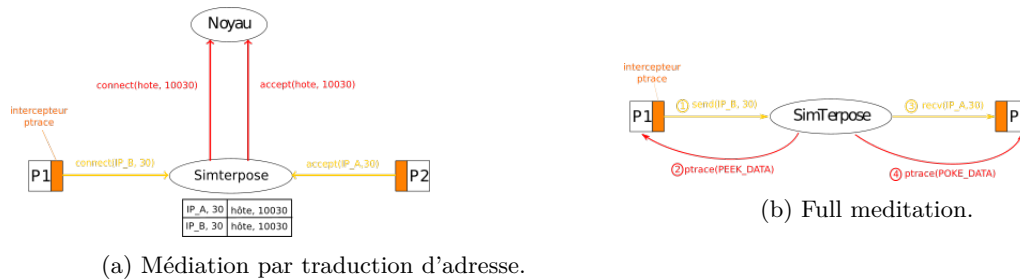 Noyau
connect(hote, 10030)
accept(hote, 10030)
intercepteur
ptrace
P1
connect(IP_B, 30)
Simterpose
accept(IP_A,30)
P2
IP_A, 30 hôte, 10030
IP_B, 30 hôte, 10030
(a) Médiation par traduction d'adresse.
intercepteur
ptrace
P1
1 send(IP_B, 30)
SimTerpose
3 recv(IP_A,30)
P
2 ptrace(PEEK_DATA)
4 ptrace(POKE_DATA)
(b) Full meditation.